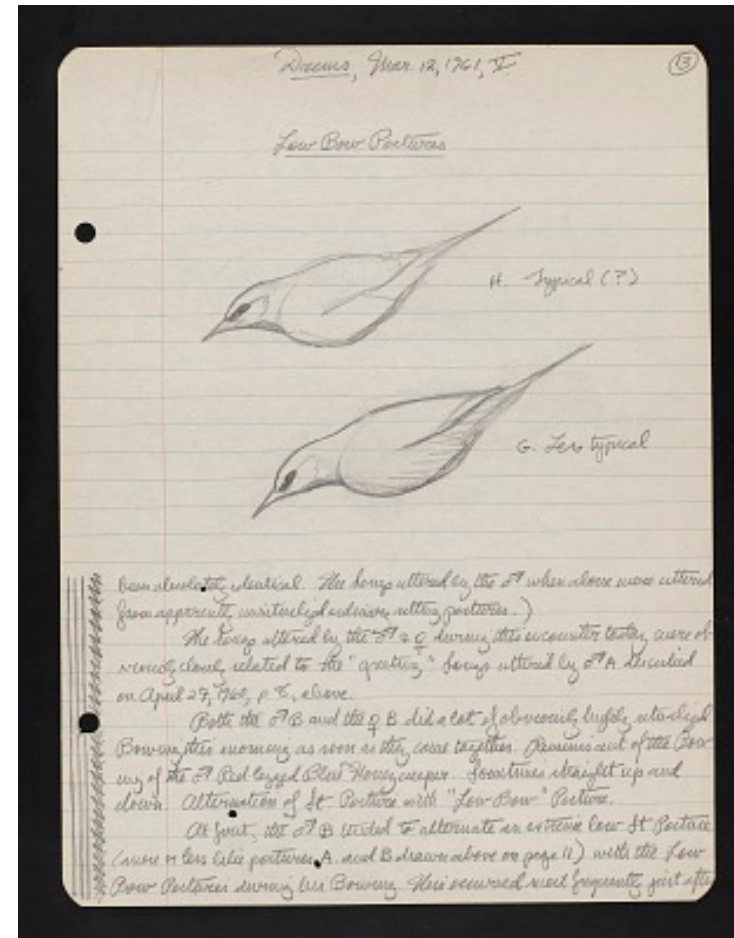 Dacnis, Mar. 12, 1961, V
13
Low Bow Postures
H. Typical (?)
G. Less typical
been absolutely identical. The songs uttered by the ♂ when alone were uttered
from apparently unritualized ordinary sitting postures.)
The songs uttered by the ♂ & ♀ during this encounter today were ob-
viously closely related to the "greeting" songs uttered by ♂ A described
on April 27, 1960, p 8, above.
Both the ♂ B and the ♀ B did a lot of obviously highly ritualized
Bowing this morning as soon as they came together. Reminiscent of the Bow-
ing of the ♂ Red-legged Blue Honeycreeper. Sometimes straight up and
down. Alternation of St. Posture with "Low Bow" Posture.
At first, the ♂ B tended to alternate an extreme low St Posture
(more or less like postures A and B drawn above on page 11) with the Low
Bow Postures during his Bowing. This occurred most frequently just after